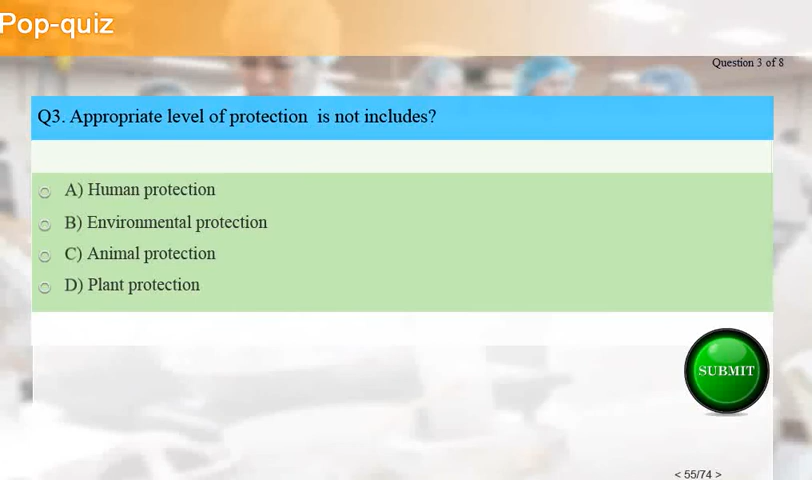 Pop-quiz
Question 3 of 8
Q3. Appropriate level of protection is not includes?
A) Human protection
B) Environmental protection
C) Animal protection
D) Plant protection
SUBMIT
< 55/74 >